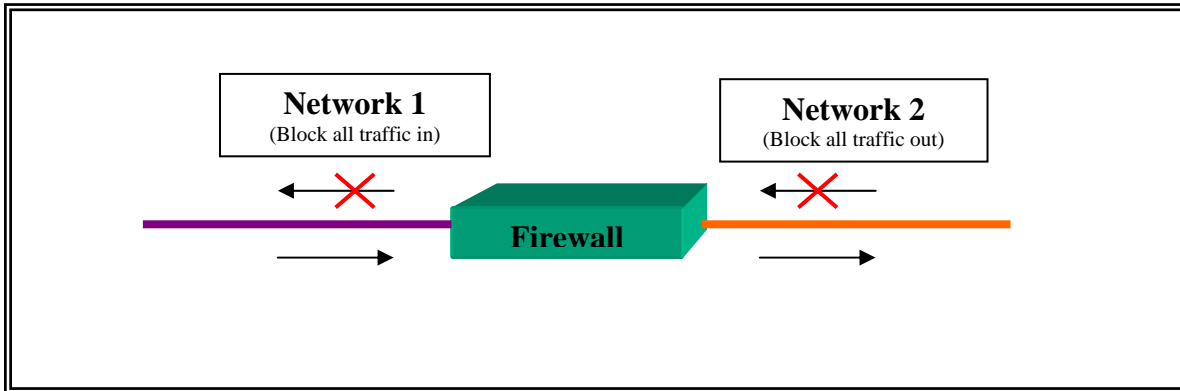 Network 1
(Block all traffic in)
Network 2
(Block all traffic out)
Firewall